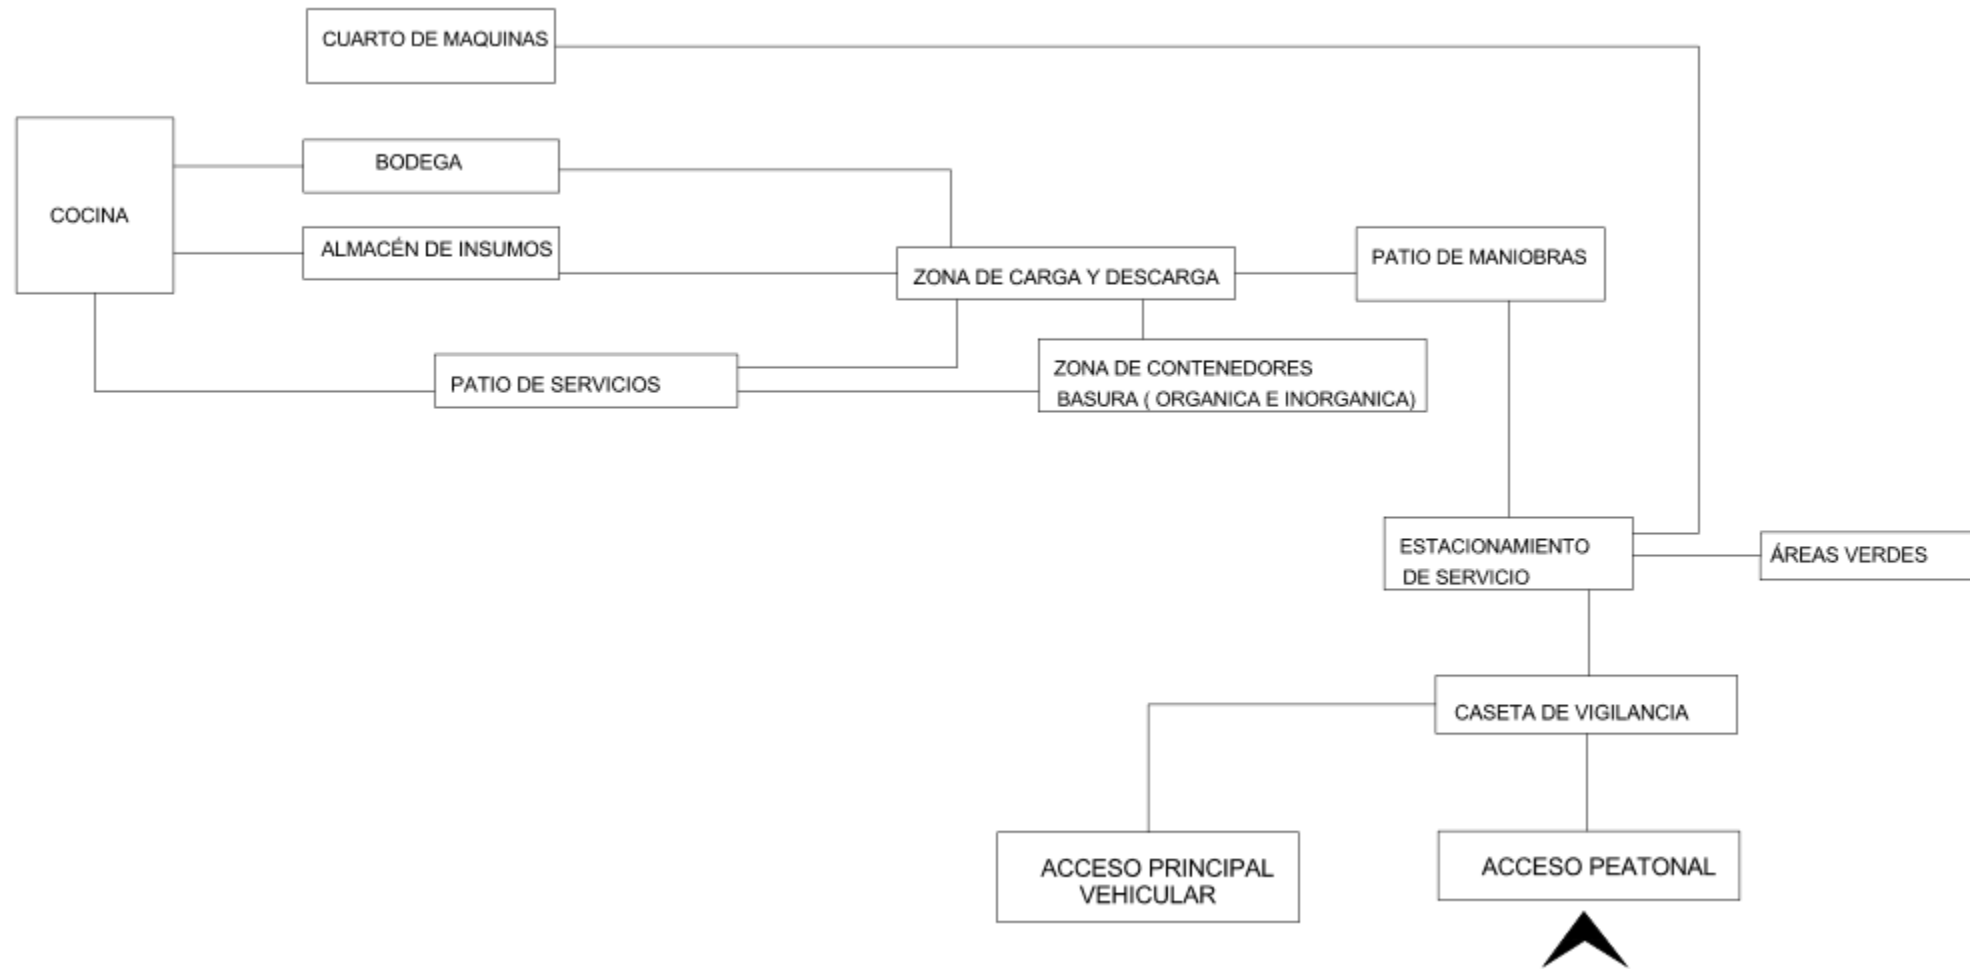 CUARTO DE MAQUINAS
BODEGA
COCINA
ALMACÉN DE INSUMOS
ZONA DE CARGA Y DESCARGA
PATIO DE MANIOBRAS
PATIO DE SERVICIOS
ZONA DE CONTENEDORES
BASURA ( ORGANICA E INORGANICA)
ESTACIONAMIENTO
DE SERVICIO
ÁREAS VERDES
CASETA DE VIGILANCIA
ACCESO PRINCIPAL
VEHICULAR
ACCESO PEATONAL